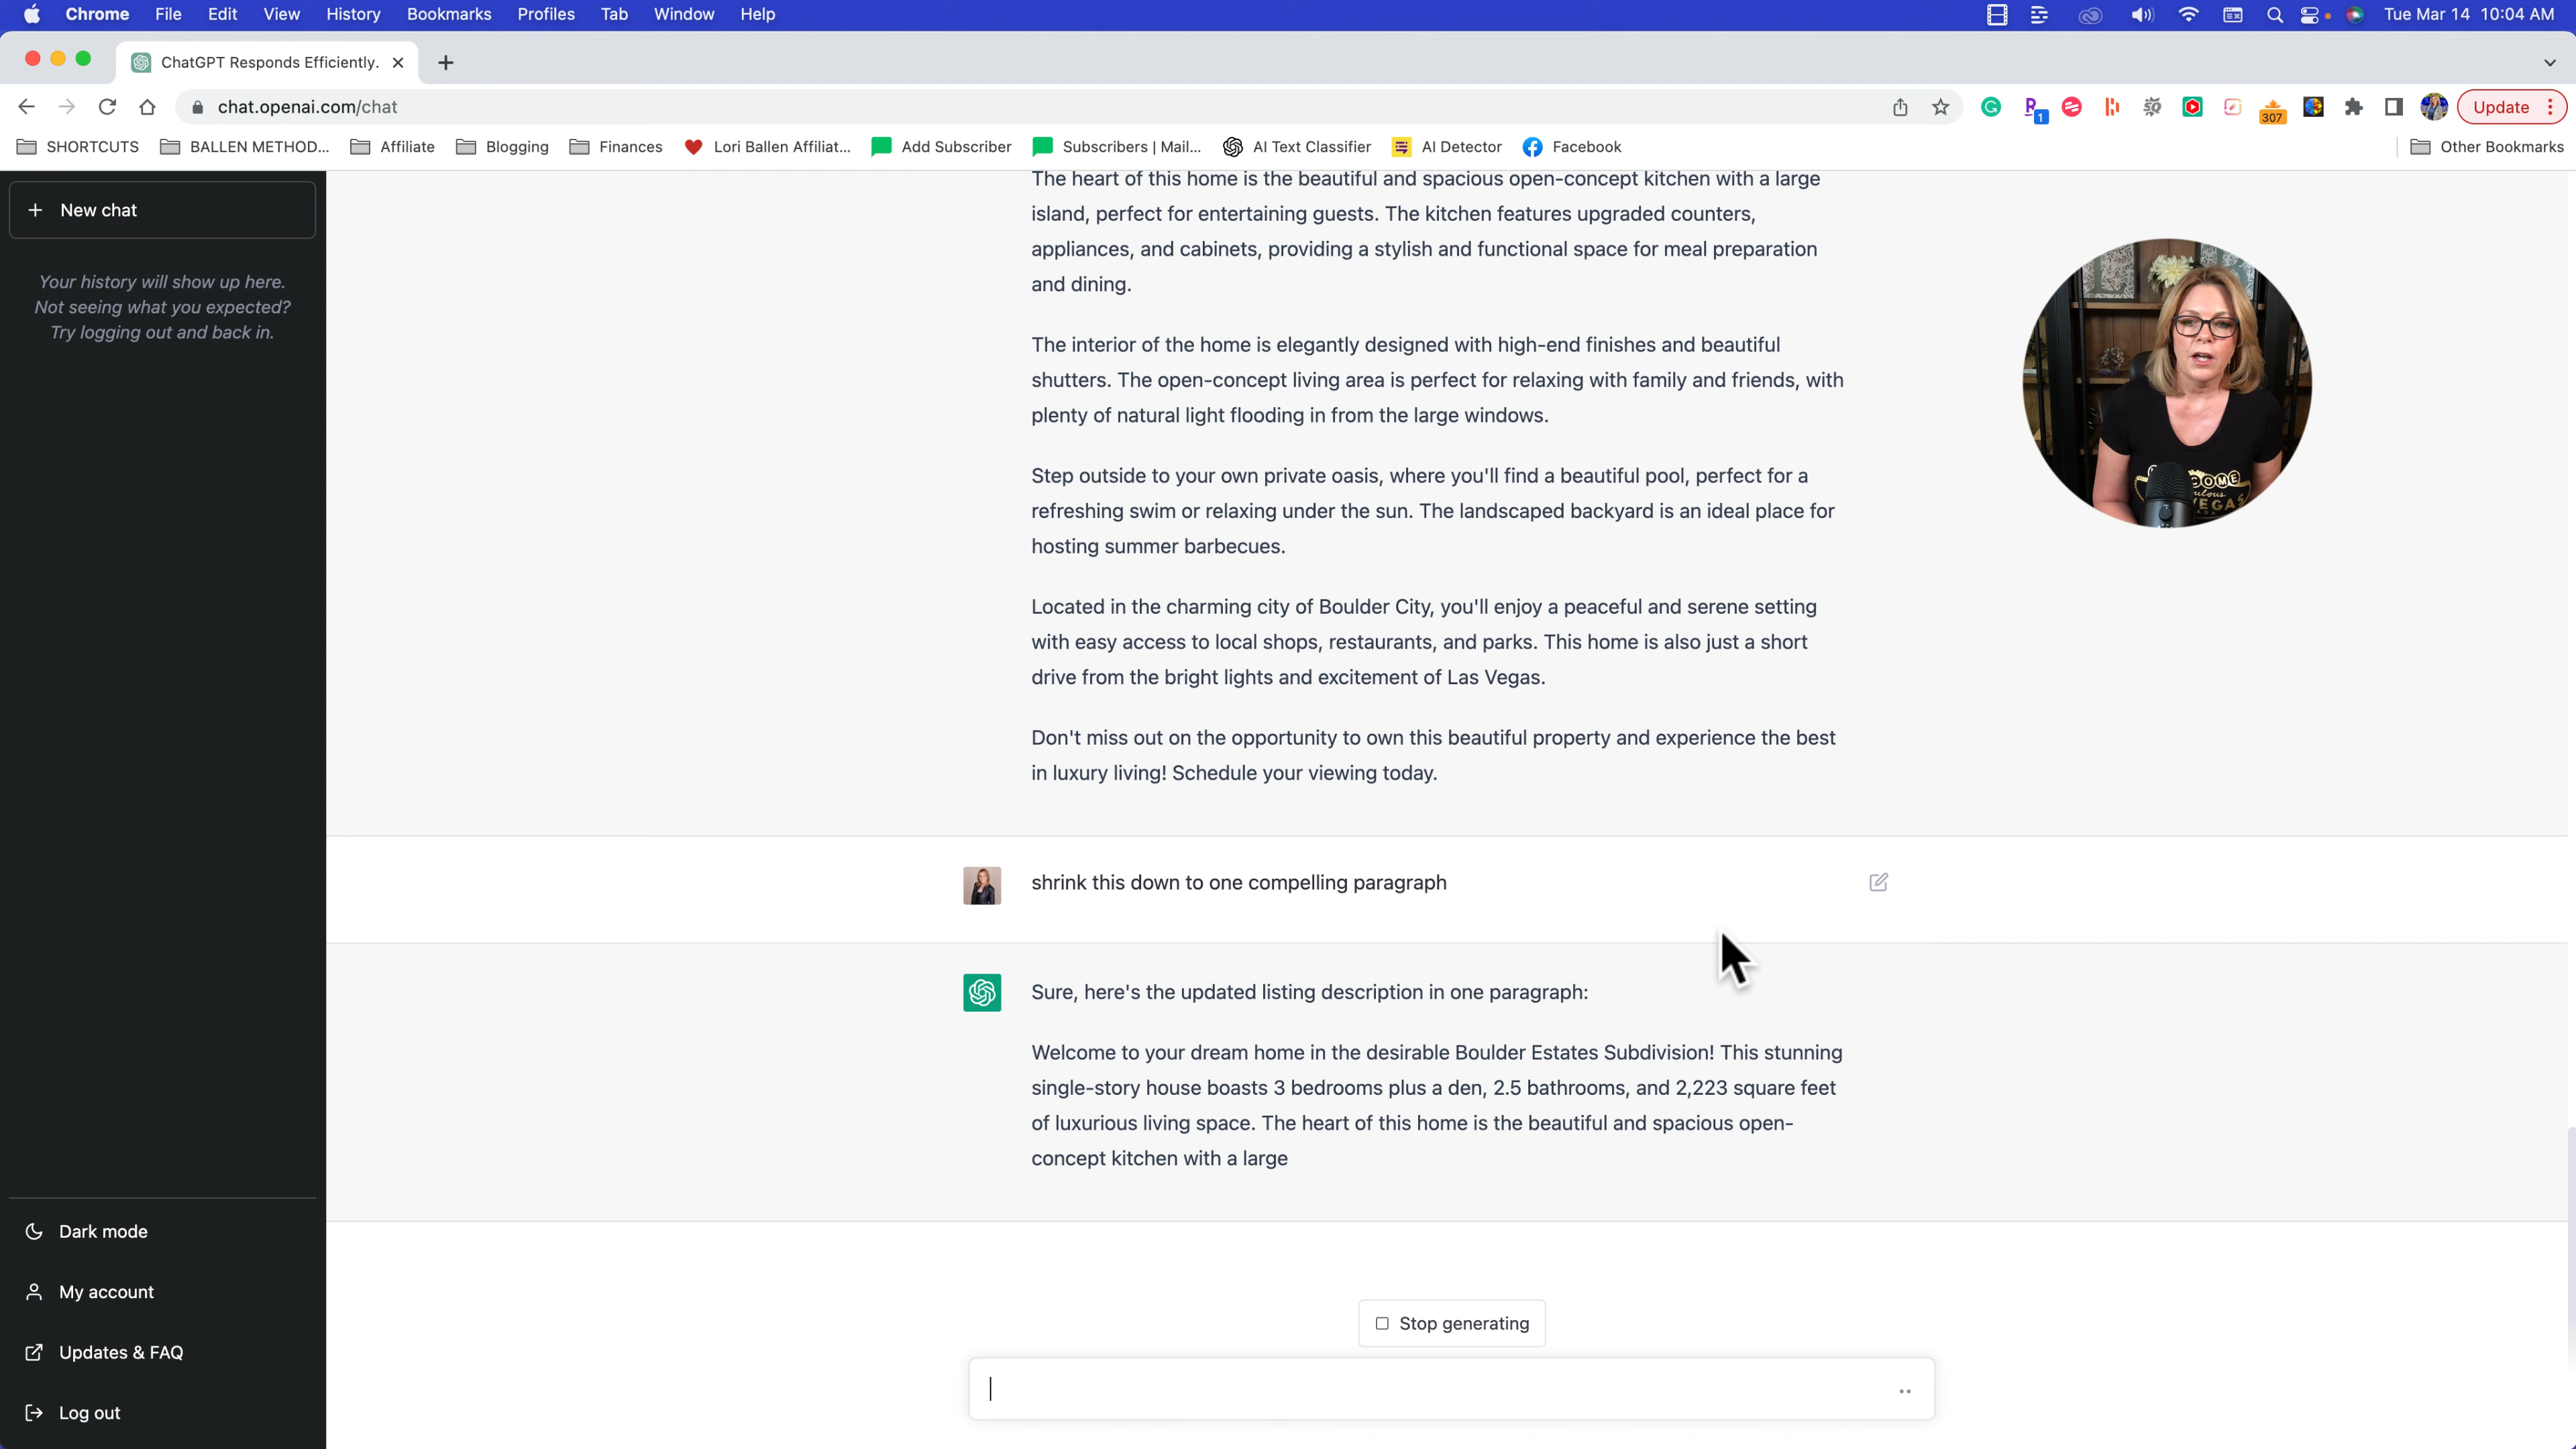 Chrome File Edit View History Bookmarks Profiles Tab Window Help Tue Mar 14 10:04 AM
ChatGPT Responds Efficiently.
chat.openai.com/chat
1
307
Update
SHORTCUTS BALLEN METHOD... Affiliate Blogging Finances Lori Ballen Affiliat... Add Subscriber Subscribers | Mail... AI Text Classifier AI Detector Facebook Other Bookmarks
New chat
Your history will show up here.
Not seeing what you expected?
Try logging out and back in.
Dark mode
My account
Updates & FAQ
Log out
The heart of this home is the beautiful and spacious open-concept kitchen with a large
island, perfect for entertaining guests. The kitchen features upgraded counters,
appliances, and cabinets, providing a stylish and functional space for meal preparation
and dining.
The interior of the home is elegantly designed with high-end finishes and beautiful
shutters. The open-concept living area is perfect for relaxing with family and friends, with
plenty of natural light flooding in from the large windows.
Step outside to your own private oasis, where you'll find a beautiful pool, perfect for a
refreshing swim or relaxing under the sun. The landscaped backyard is an ideal place for
hosting summer barbecues.
Located in the charming city of Boulder City, you'll enjoy a peaceful and serene setting
with easy access to local shops, restaurants, and parks. This home is also just a short
drive from the bright lights and excitement of Las Vegas.
Don't miss out on the opportunity to own this beautiful property and experience the best
in luxury living! Schedule your viewing today.
shrink this down to one compelling paragraph
Sure, here's the updated listing description in one paragraph:
Welcome to your dream home in the desirable Boulder Estates Subdivision! This stunning
single-story house boasts 3 bedrooms plus a den, 2.5 bathrooms, and 2,223 square feet
of luxurious living space. The heart of this home is the beautiful and spacious open-
concept kitchen with a large
Stop generating